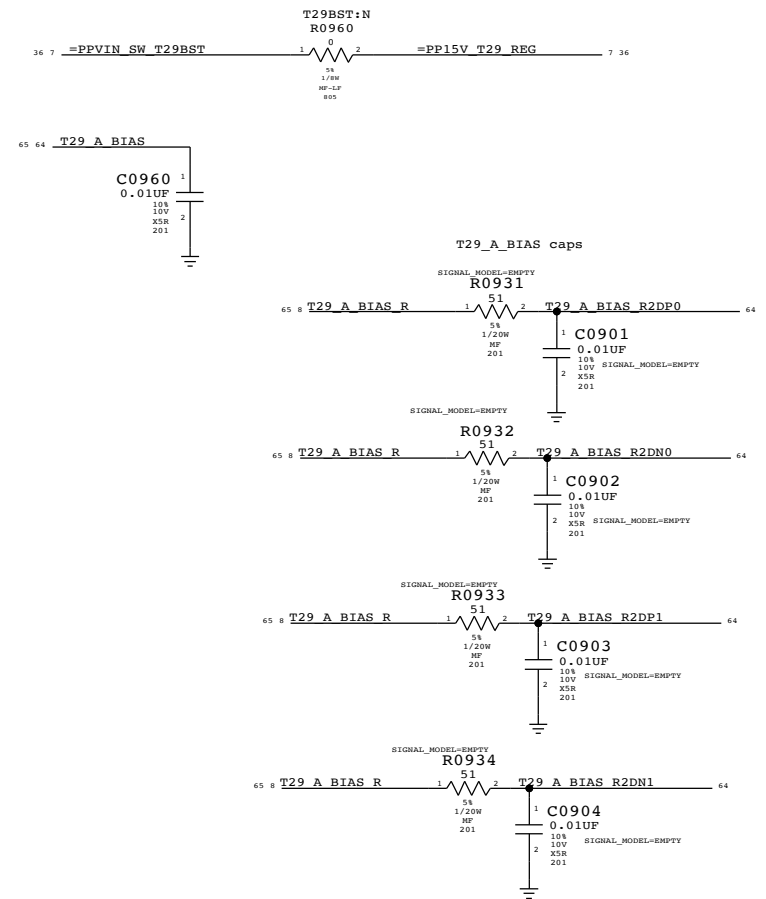 T29BST:N
R0960
0
36 7 =PPVIN_SW_T29BST 1 2 =PP15V_T29_REG 7 36
5%
1/8W
MF-LF
805
65 64 T29_A_BIAS
C0960 1
0.01UF
10%
10V
X5R 2
201
T29_A_BIAS caps
SIGNAL_MODEL=EMPTY
R0931
51
65 8 T29_A_BIAS_R 1 2 T29_A_BIAS_R2DP0 64
5%
1/20W
MF
201
1 C0901
0.01UF
10%
10V SIGNAL_MODEL=EMPTY
2 X5R
201
SIGNAL_MODEL=EMPTY
R0932
51
65 8 T29_A_BIAS_R 1 2 T29_A_BIAS_R2DN0 64
5%
1/20W
MF
201
1 C0902
0.01UF
10%
10V
2 X5R SIGNAL_MODEL=EMPTY
201
SIGNAL_MODEL=EMPTY
R0933
51
65 8 T29_A_BIAS_R 1 2 T29_A_BIAS_R2DP1 64
5%
1/20W
MF
201
1 C0903
0.01UF
10%
10V SIGNAL_MODEL=EMPTY
2 X5R
201
SIGNAL_MODEL=EMPTY
R0934
51
65 8 T29_A_BIAS_R 1 2 T29_A_BIAS_R2DN1 64
5%
1/20W
MF
201
1 C0904
0.01UF
10%
10V SIGNAL_MODEL=EMPTY
2 X5R
201